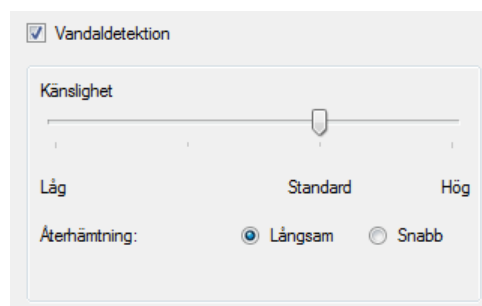 Vandaldetektion
Känslighet
Låg Standard Hög
Återhämtning: Långsam Snabb